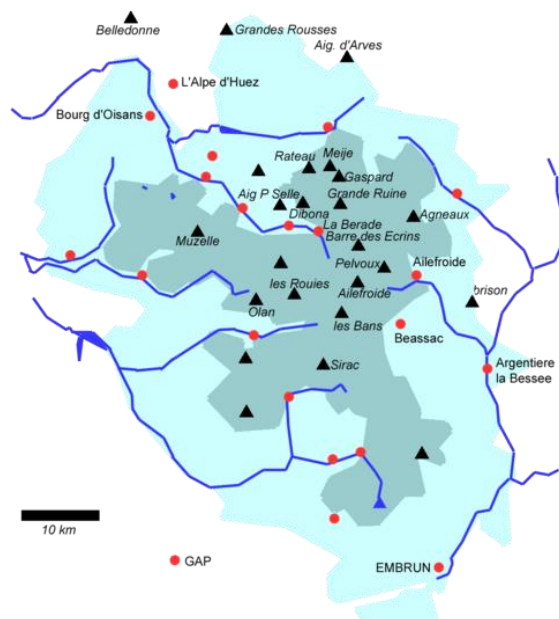 Belledonne
Grandes Rousses
Aig. d'Arves
L'Alpe d'Huez
Bourg d'Oisans
Rateau
Meije
Gaspard
Aig P Selle
Grande Ruine
Dibona
Agneaux
La Berade
Muzelle
Barre des Ecrins
Pelvoux
Ailefroide
les Rouies
Ailefroide
brison
Olan
les Bans
Beassac
Sirac
Argentiere
la Bessee
10 km
GAP
EMBRUN